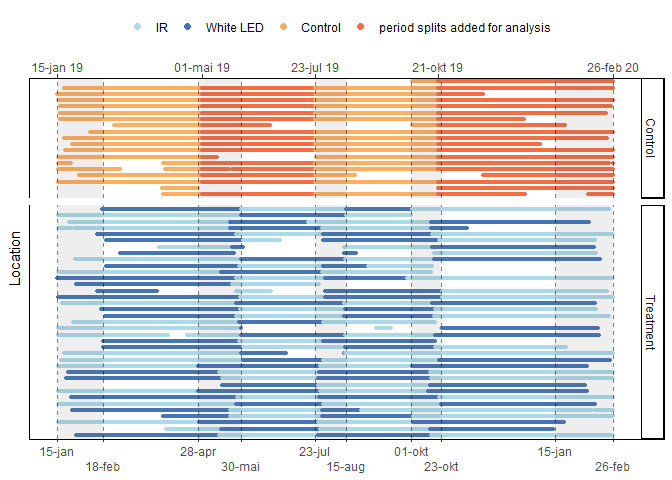 IR White LED Control period splits added for analysis
15-jan 19 01-mai 19 23-jul 19 21-okt 19 26-feb 20
Control
Location
Treatment
15-jan 28-apr 23-jul 01-okt 15-jan
18-feb 30-mai 15-aug 23-okt 26-feb